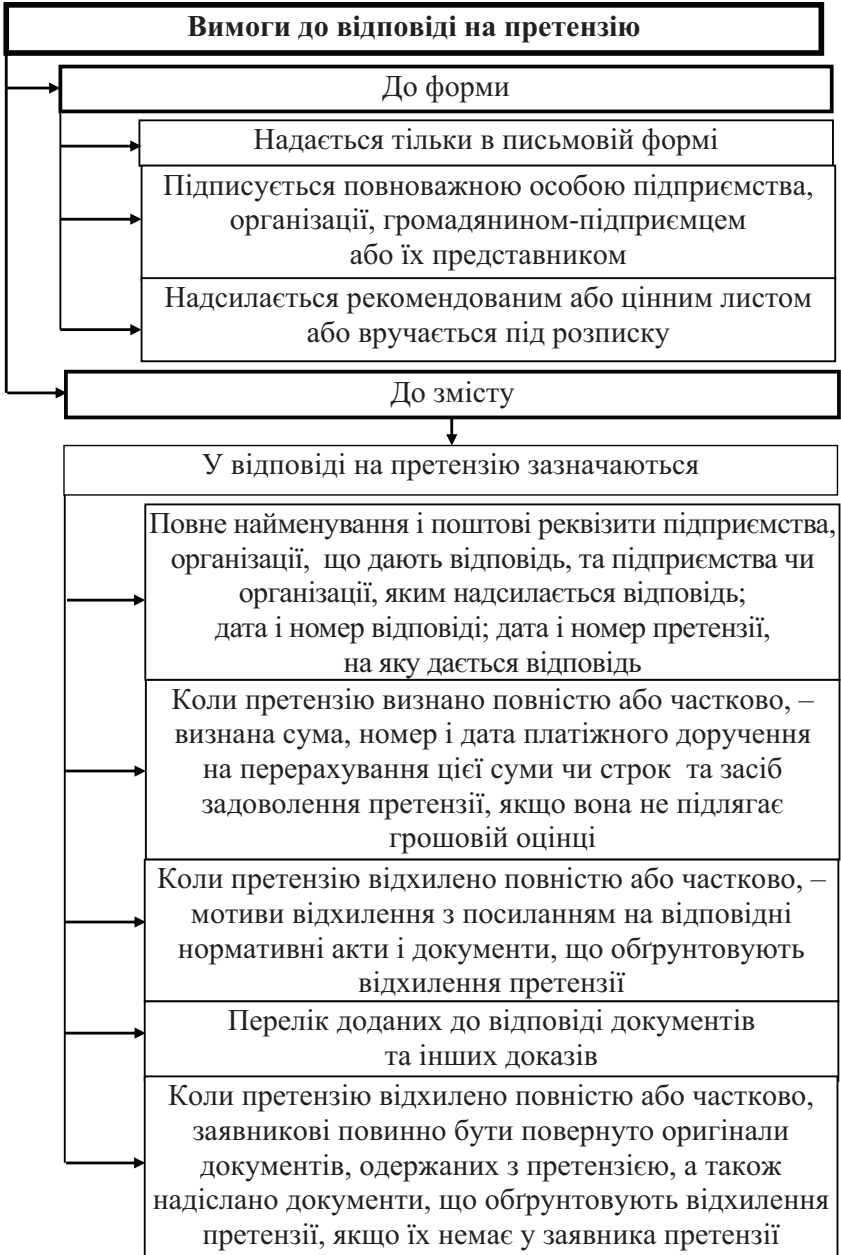 Вимоги до відповіді на претензію
До форми
Надається тільки в письмовій формі
Підписується повноважною особою підприємства,
організації, громадянином-підприємцем
або їх представником
Надсилається рекомендованим або цінним листом
або вручається під розписку
До змісту
У відповіді на претензію зазначаються
Повне найменування і поштові реквізити підприємства,
організації, що дають відповідь, та підприємства чи
організації, яким надсилається відповідь;
дата і номер відповіді; дата і номер претензії,
на яку дається відповідь
Коли претензію визнано повністю або частково, –
визнана сума, номер і дата платіжного доручення
на перерахування цієї суми чи строк та засіб
задоволення претензії, якщо вона не підлягає
грошовій оцінці
Коли претензію відхилено повністю або частково, –
мотиви відхилення з посиланням на відповідні
нормативні акти і документи, що обґрунтовують
відхилення претензії
Перелік доданих до відповіді документів
та інших доказів
Коли претензію відхилено повністю або частково,
заявникові повинно бути повернуто оригінали
документів, одержаних з претензією, а також
надіслано документи, що обґрунтовують відхилення
претензії, якщо їх немає у заявника претензії